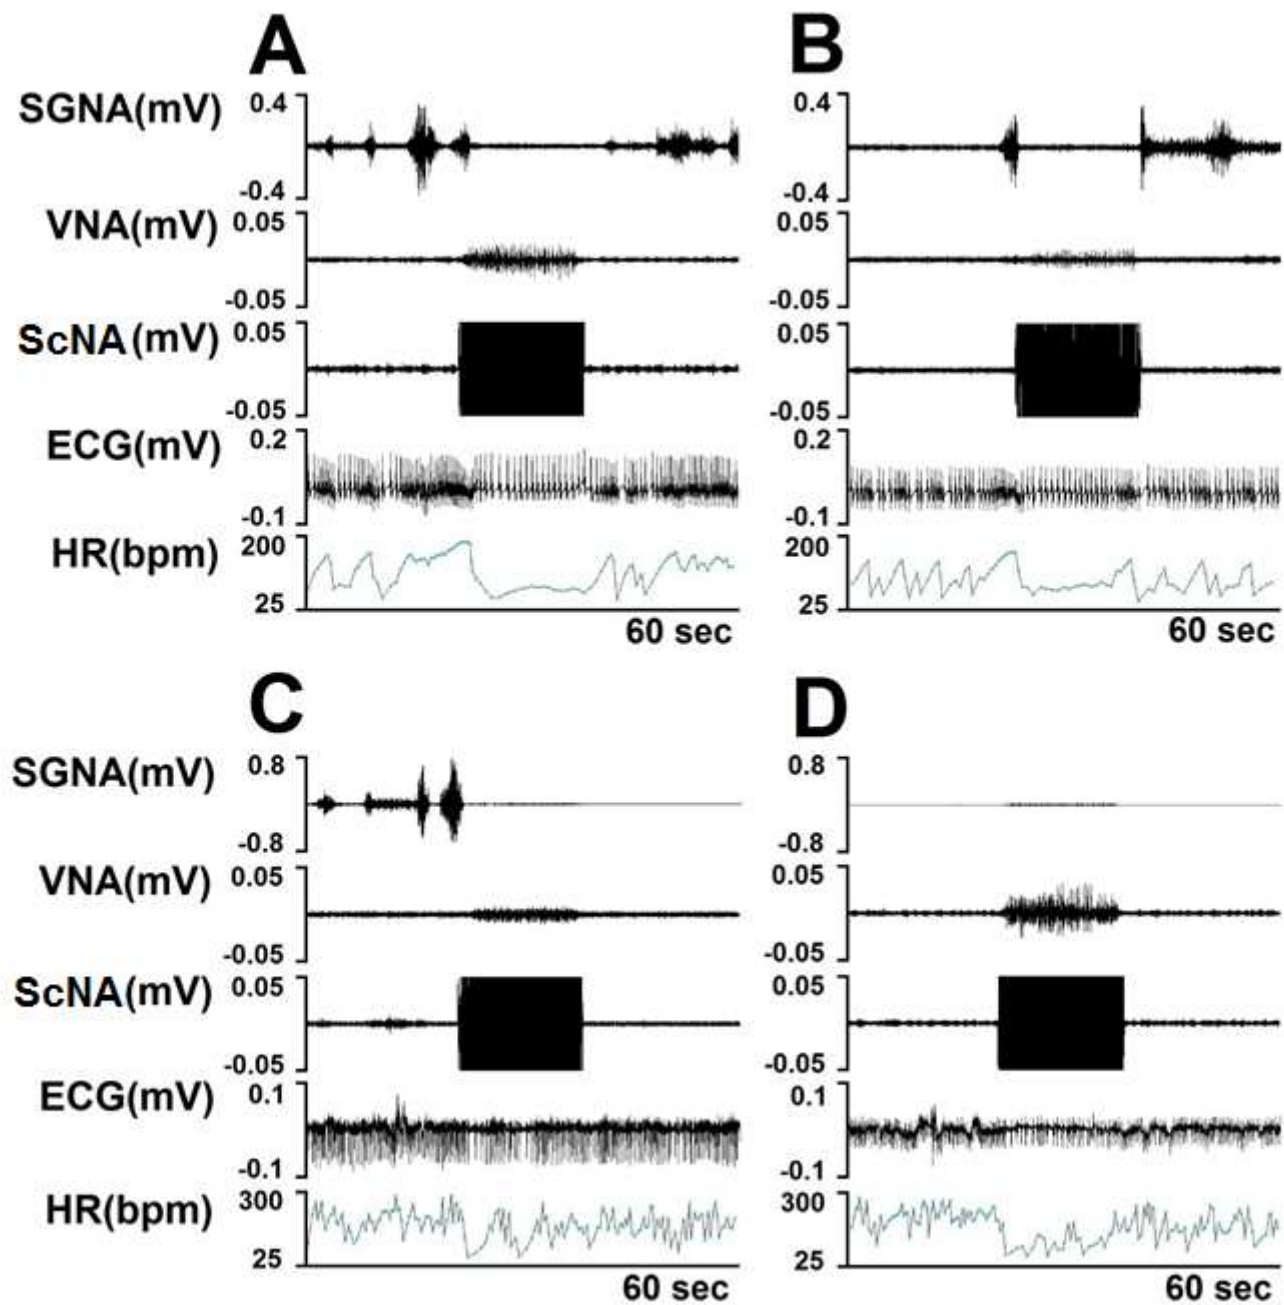 A B
SGNA(mV) 0.4 0.4
-0.4 -0.4
VNA(mV) 0.05 0.05
-0.05 -0.05
ScNA(mV) 0.05 0.05
-0.05 -0.05
ECG(mV) 0.2 0.2
-0.1 -0.1
HR(bpm) 200 200
25 25
60 sec 60 sec
C D
SGNA(mV) 0.8 0.8
-0.8 -0.8
VNA(mV) 0.05 0.05
-0.05 -0.05
ScNA(mV) 0.05 0.05
-0.05 -0.05
ECG(mV) 0.1 0.1
-0.1 -0.1
HR(bpm) 300 300
25 25
60 sec 60 sec